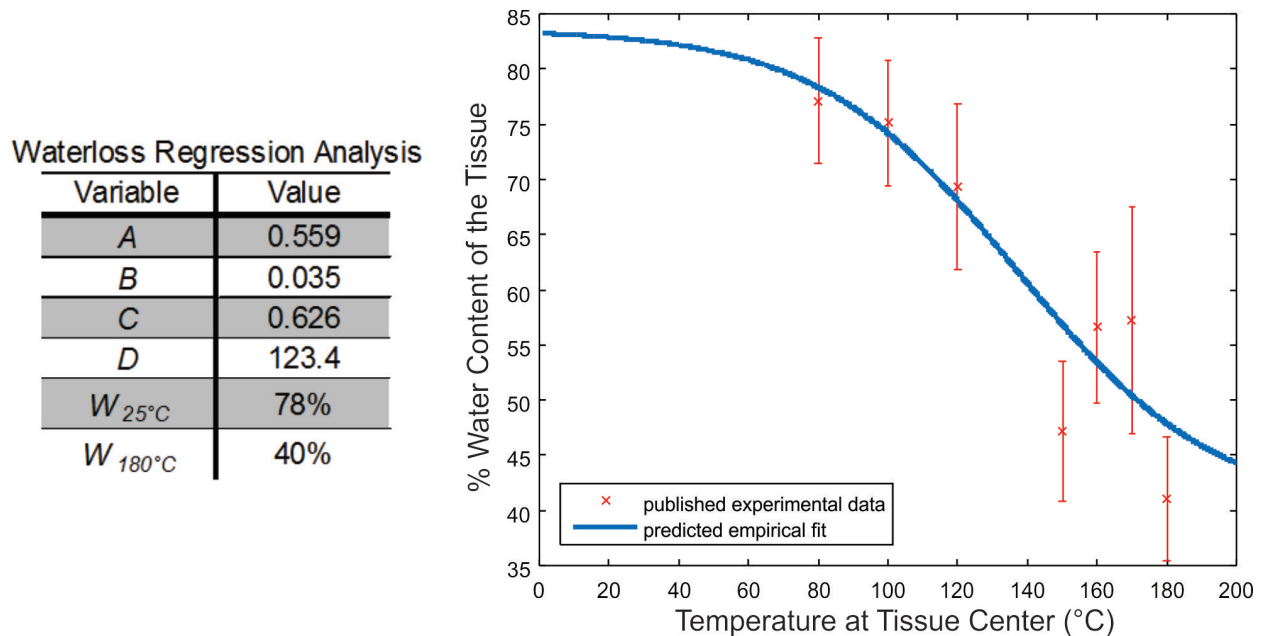 Waterloss Regression Analysis
Variable Value
A 0.559
B 0.035
C 0.626
D 123.4
W 25°C 78%
W 180°C 40%
% Water Content of the Tissue
85
80
75
70
65
60
55
50
45
40
35
published experimental data
predicted empirical fit
0 20 40 60 80 100 120 140 160 180 200
Temperature at Tissue Center (°C)